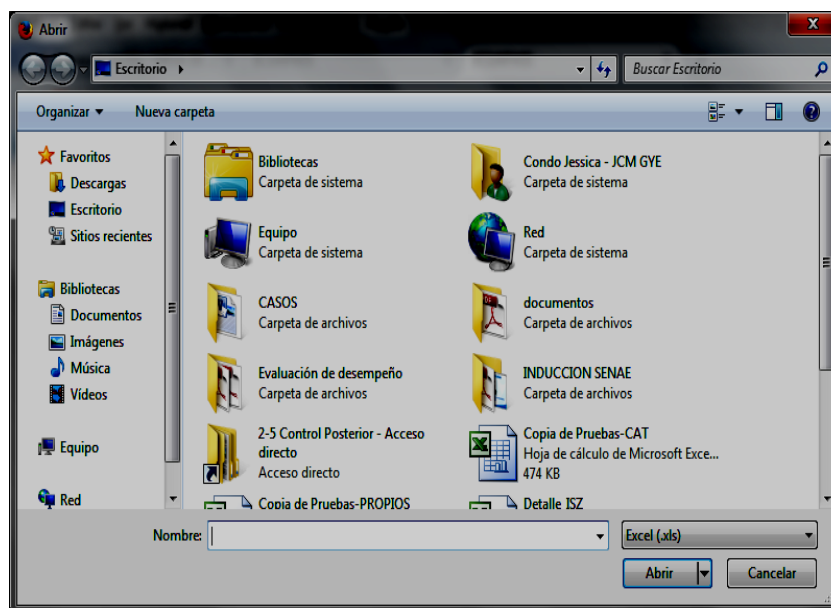 Abrir
Escritorio
Buscar Escritorio
Organizar
Nueva carpeta
Favoritos
Descargas
Escritorio
Sitios recientes
Bibliotecas
Documentos
Imágenes
Música
Vídeos
Equipo
Red
Bibliotecas
Carpeta de sistema
Condo Jessica - JCM GYE
Carpeta de sistema
Equipo
Carpeta de sistema
Red
Carpeta de sistema
CASOS
Carpeta de archivos
documentos
Carpeta de archivos
Evaluación de desempeño
Carpeta de archivos
INDUCCION SENAE
Carpeta de archivos
2-5 Control Posterior - Acceso
directo
Acceso directo
Copia de Pruebas-CAT
Hoja de cálculo de Microsoft Exce...
474 KB
Copia de Pruebas-PROPIOS
Detalle ISZ
Nombre:
Excel (.xls)
Abrir
Cancelar